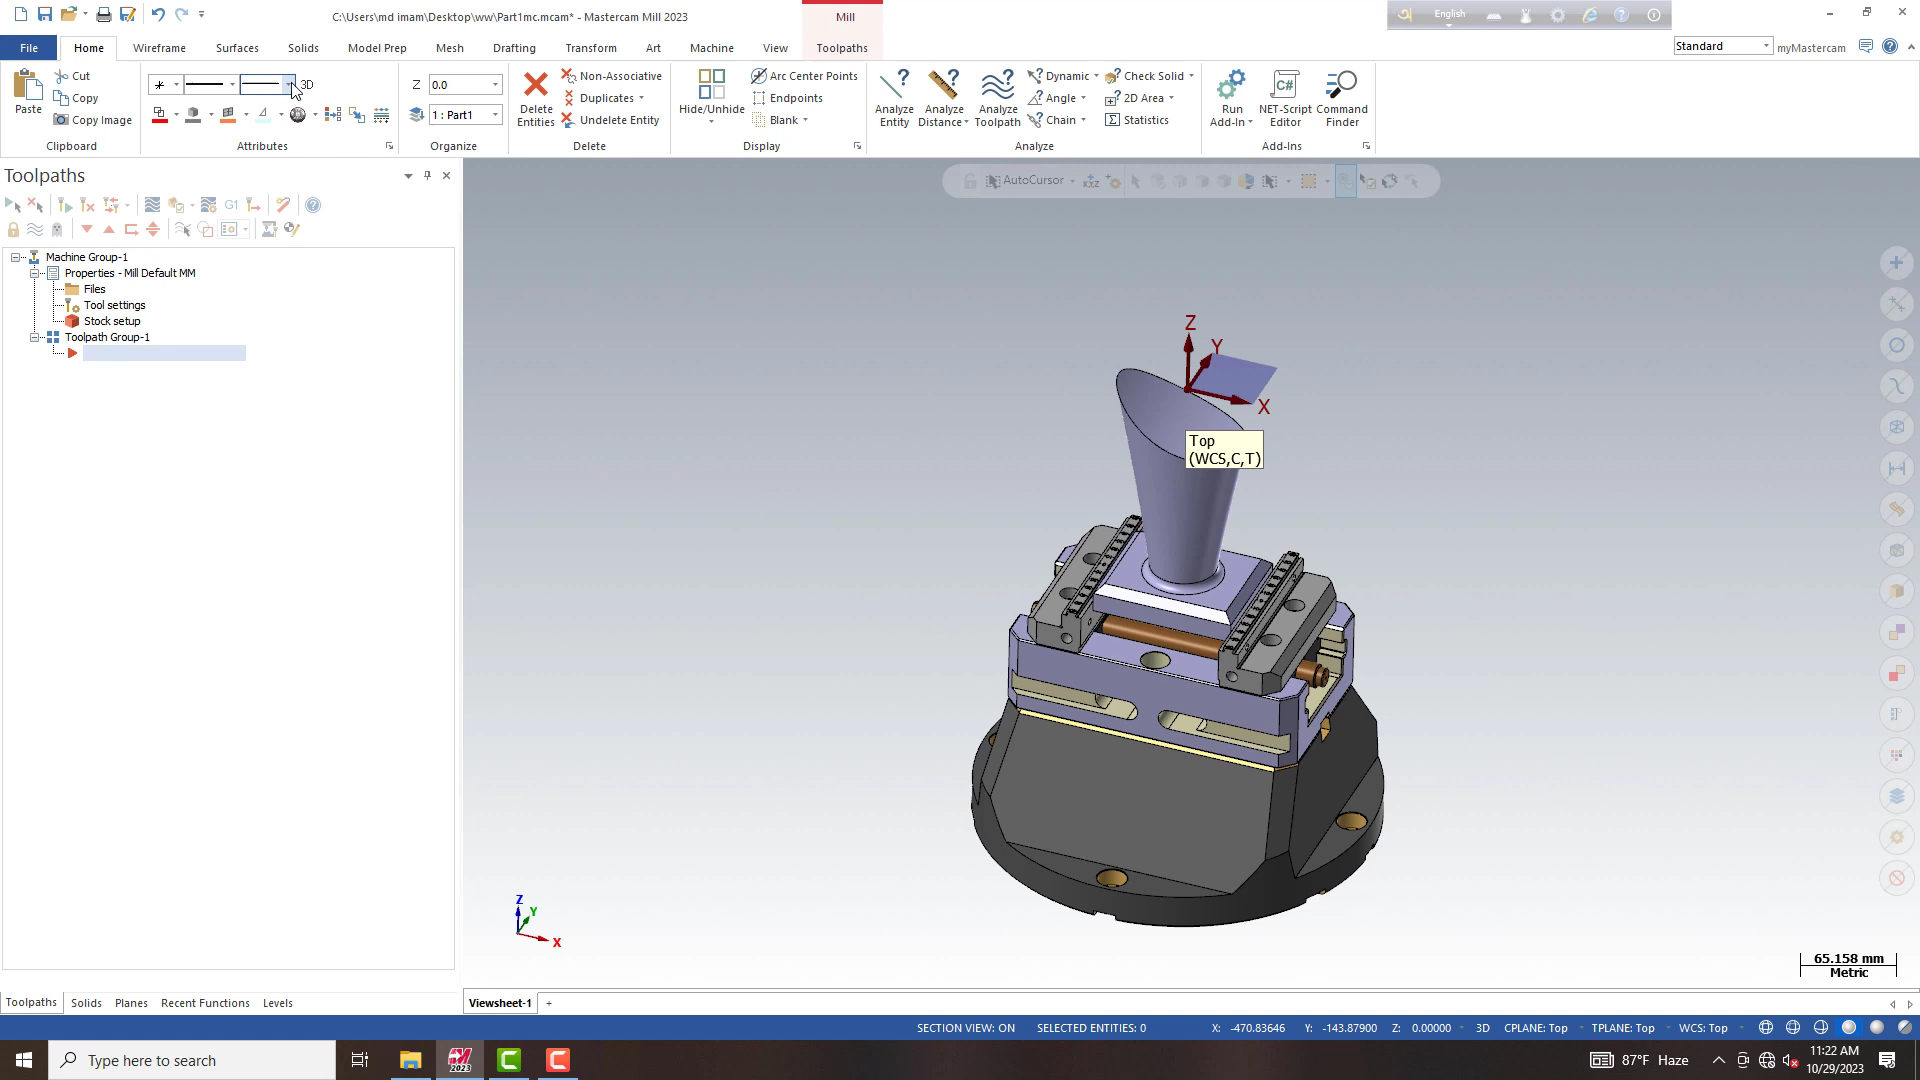 C:\Users\md imam\Desktop\ww\Part1mc.mcam* - Mastercam Mill 2023
Mill
English
File
Home
Wireframe
Surfaces
Solids
Model Prep
Mesh
Drafting
Transform
Art
Machine
View
Toolpaths
Standard
myMastercam
Paste
Cut
Copy
Copy Image
Clipboard
3D
Attributes
Z
0.0
1 : Part1
Organize
Delete
Entities
Non-Associative
Duplicates
Undelete Entity
Delete
Hide/Unhide
Arc Center Points
Endpoints
Blank
Display
Analyze
Entity
Analyze
Distance
Analyze
Toolpath
Dynamic
Angle
Chain
Check Solid
2D Area
Statistics
Analyze
Run
Add-In
NET-Script
Editor
Command
Finder
Add-Ins
Toolpaths
G1
AutoCursor
Machine Group-1
Properties - Mill Default MM
Files
Tool settings
Stock setup
Toolpath Group-1
Z
Y
X
Top
(WCS,C,T)
Z
Y
X
65.158 mm
Metric
Toolpaths
Solids
Planes
Recent Functions
Levels
Viewsheet-1
+
SECTION VIEW: ON
SELECTED ENTITIES: 0
X: -470.83646
Y: -143.87900
Z: 0.00000
3D
CPLANE: Top
TPLANE: Top
WCS: Top
Type here to search
2023
87°F Haze
11:22 AM
10/29/2023